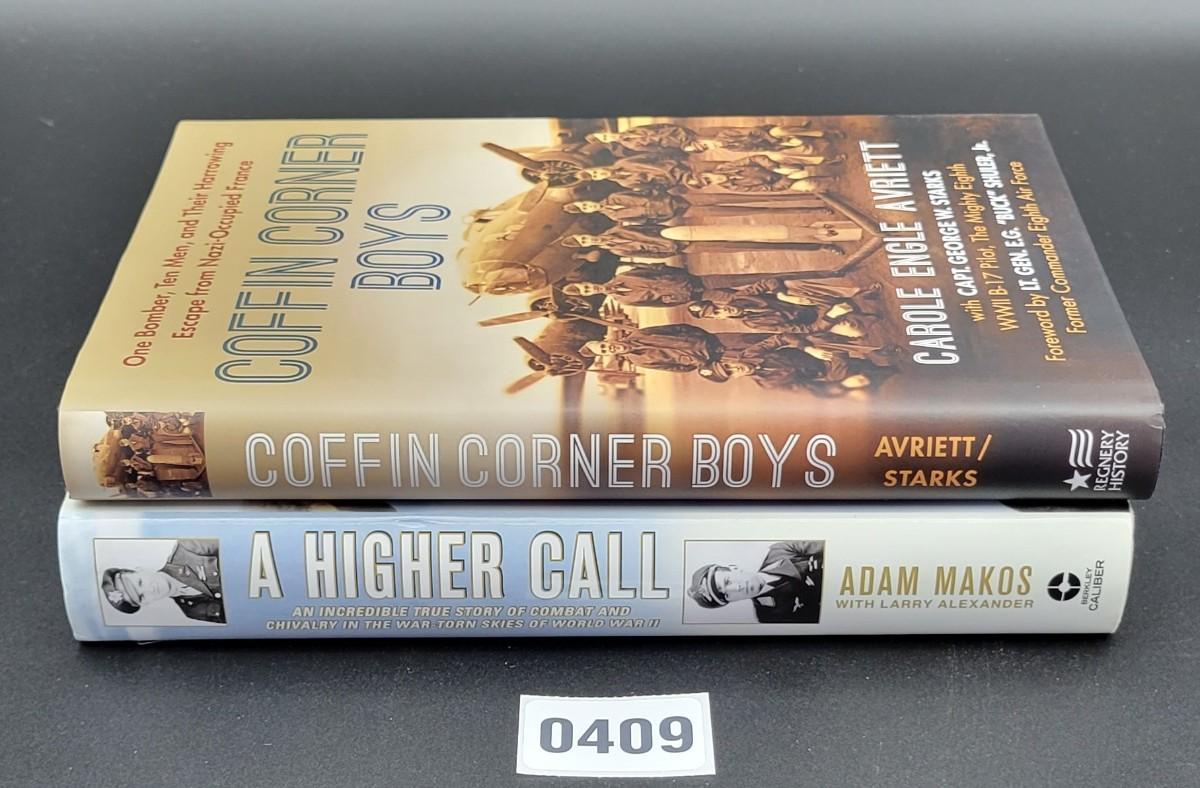 One Bomber, Ten Men, and Their Harrowing
Escape from Nazi-Occupied France
COFFIN CORNER
BOYS
CAROLE ENGLE AVRIETT
with CAPT. GEORGE W. STARKS
WWII B-17 Pilot, The Mighty Eighth
Foreword by LT. GEN. E.G. "BUCK" SHULER, Jr.
Former Commander Eighth Air Force
COFFIN CORNER BOYS
AVRIETT/
STARKS
REGNERY
HISTORY
A HIGHER CALL
AN INCREDIBLE TRUE STORY OF COMBAT AND
CHIVALRY IN THE WAR-TORN SKIES OF WORLD WAR II
ADAM MAKOS
WITH LARRY ALEXANDER
BERKLEY
CALIBER
0409